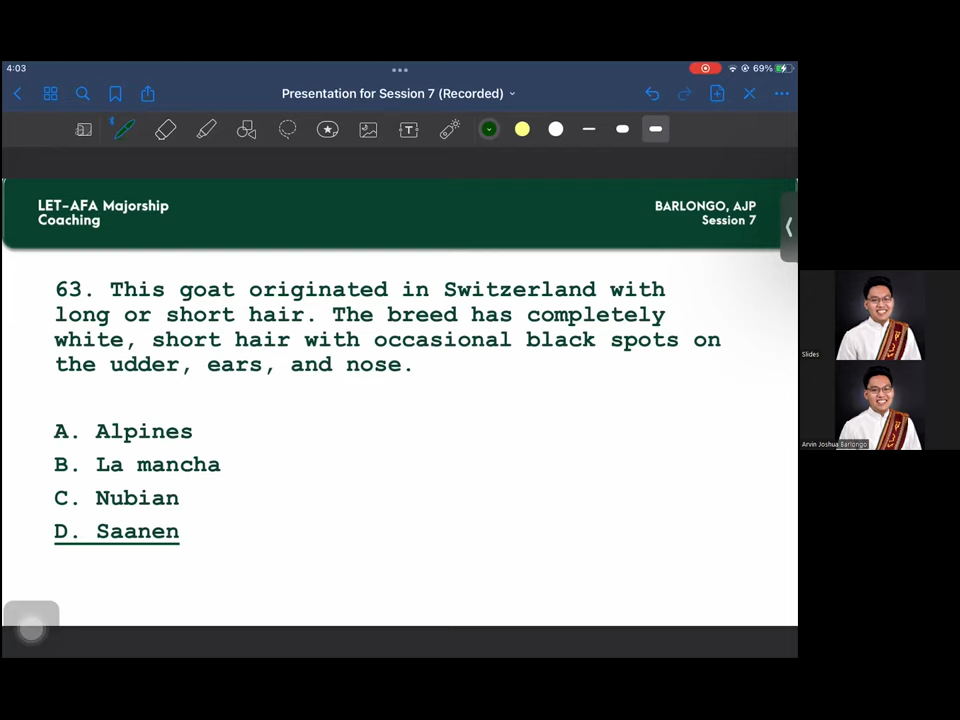 4:03
69%
Presentation for Session 7 (Recorded)
T
LET-AFA Majorship
Coaching
BARLONGO, AJP
Session 7
63. This goat originated in Switzerland with
long or short hair. The breed has completely
white, short hair with occasional black spots on
the udder, ears, and nose.
A. Alpines
B. La mancha
C. Nubian
D. Saanen
Slides
Arvin Joshua Barlongo